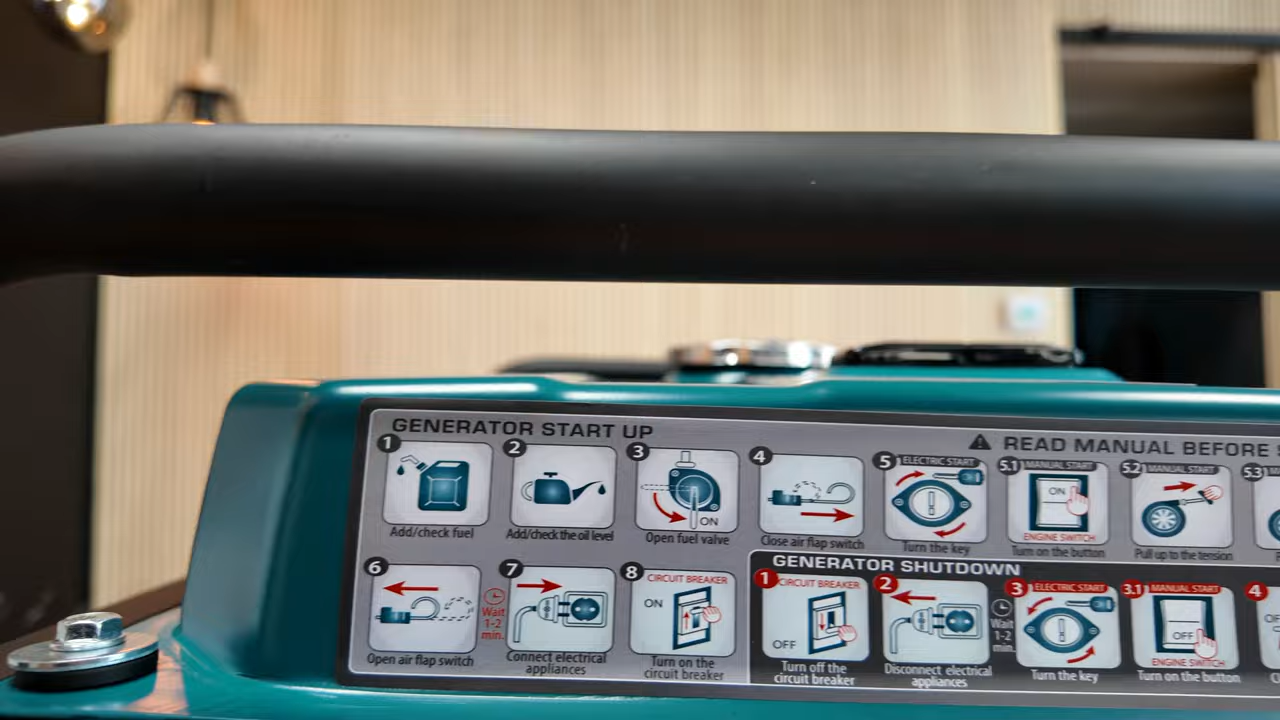 GENERATOR START UP
READ MANUAL BEFORE
1
2
3
4
5 ELECTRIC START
5.1 MANUAL START
5.2 MANUAL START
5.3
ON
ON
ENGINE SWITCH
Add/check fuel
Add/check the oil level
Open fuel valve
Close air flap switch
Turn the key
Turn on the button
Pull up to the tension
6
7
8
CIRCUIT BREAKER
ON
Wait
1-2
min.
Open air flap switch
Connect electrical
appliances
Turn on the
circuit breaker
GENERATOR SHUTDOWN
1 CIRCUIT BREAKER
2
3 ELECTRIC START
3.1 MANUAL START
4
OFF
Wait
1-2
min.
OFF
ENGINE SWITCH
Turn off the
circuit breaker
Disconnect electrical
appliances
Turn the key
Turn on the button